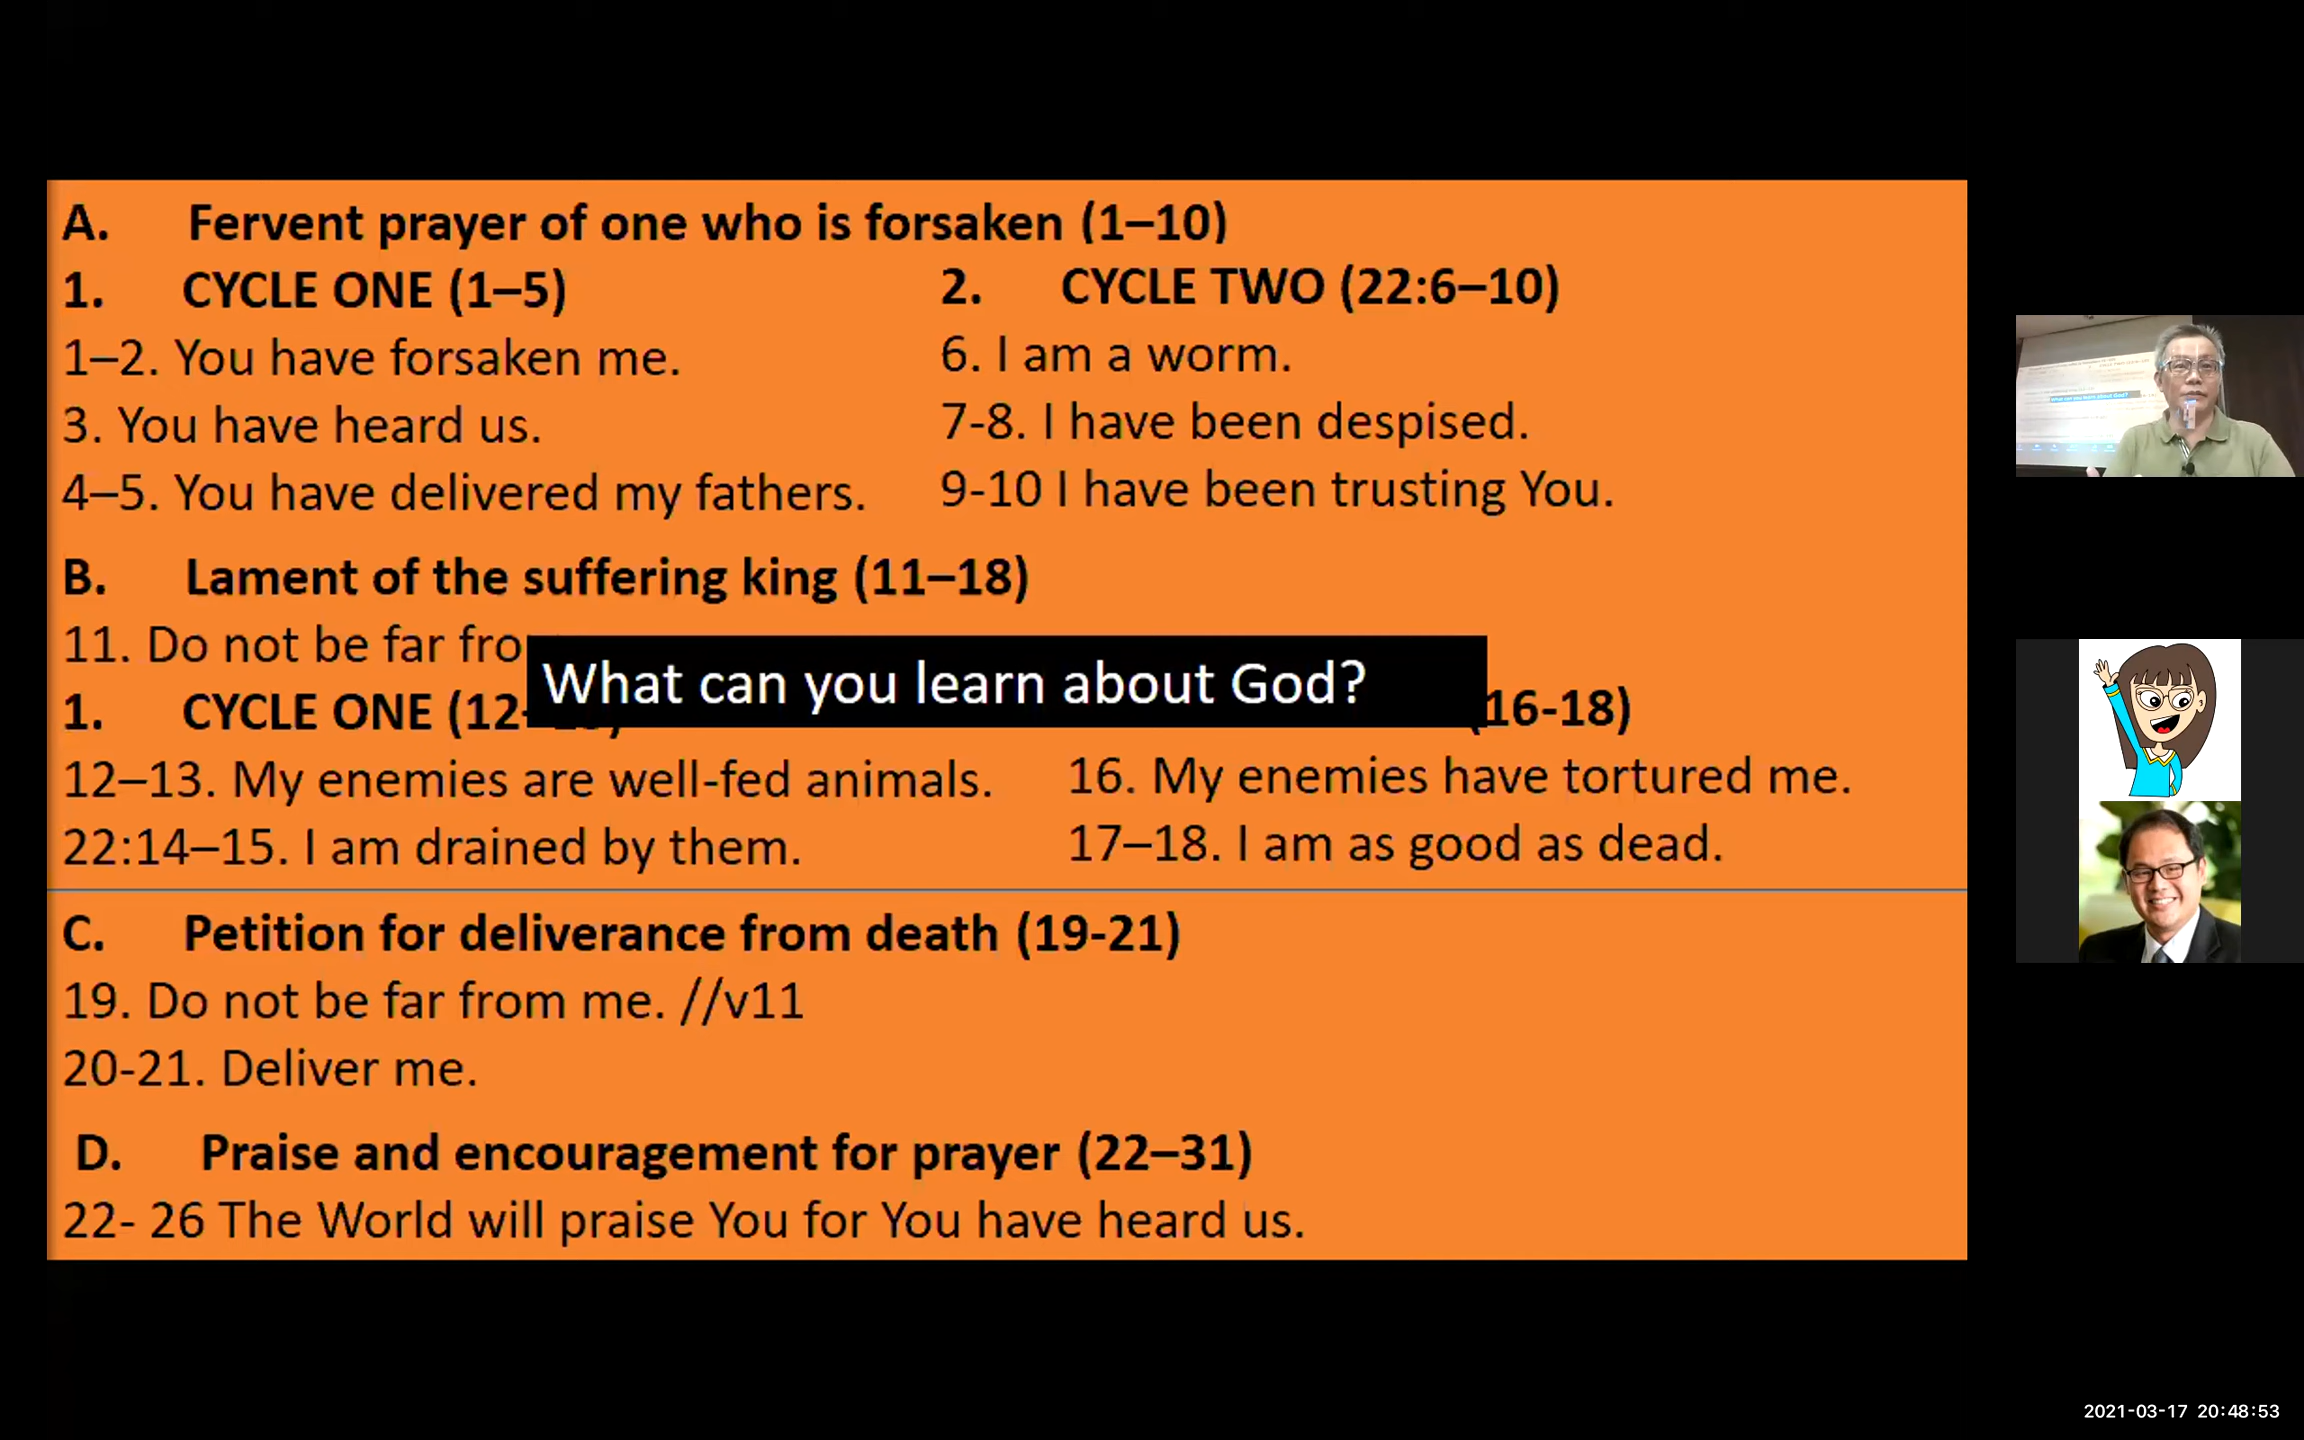 A. Fervent prayer of one who is forsaken (1–10)
1. CYCLE ONE (1–5)
1–2. You have forsaken me.
3. You have heard us.
4–5. You have delivered my fathers.
2. CYCLE TWO (22:6–10)
6. I am a worm.
7-8. I have been despised.
9-10 I have been trusting You.
B. Lament of the suffering king (11–18)
11. Do not be far fro
What can you learn about God?
1. CYCLE ONE (12-
12–13. My enemies are well-fed animals.
22:14–15. I am drained by them.
(16-18)
16. My enemies have tortured me.
17–18. I am as good as dead.
C. Petition for deliverance from death (19-21)
19. Do not be far from me. //v11
20-21. Deliver me.
D. Praise and encouragement for prayer (22–31)
22- 26 The World will praise You for You have heard us.
What can you learn about God?
2021-03-17 20:48:53